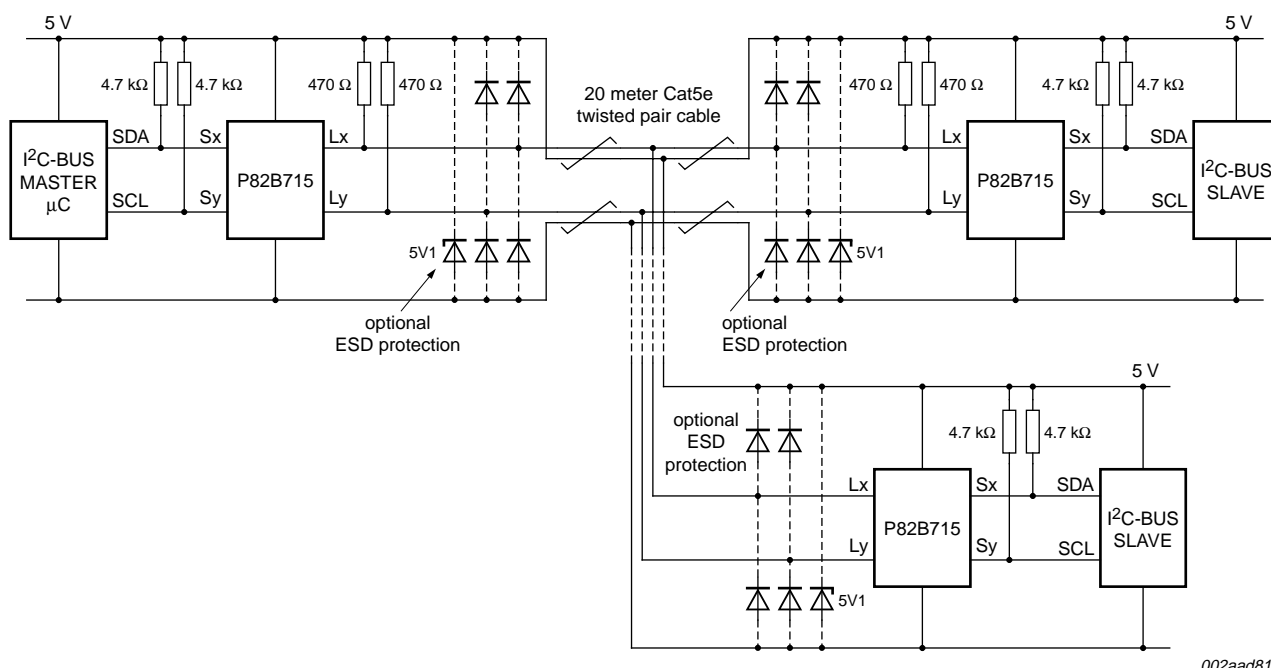 5 V
5 V
4.7 kΩ
4.7 kΩ
470 Ω
470 Ω
20 meter Cat5e
twisted pair cable
470 Ω
470 Ω
4.7 kΩ
4.7 kΩ
I²C-BUS
MASTER
μC
SDA
SCL
Sx
Sy
P82B715
Lx
Ly
Lx
Ly
P82B715
Sx
Sy
SDA
SCL
I²C-BUS
SLAVE
5V1
5V1
optional
ESD protection
optional
ESD protection
5 V
optional
ESD
protection
4.7 kΩ
4.7 kΩ
Lx
Ly
P82B715
Sx
Sy
SDA
SCL
I²C-BUS
SLAVE
5V1
002aad81